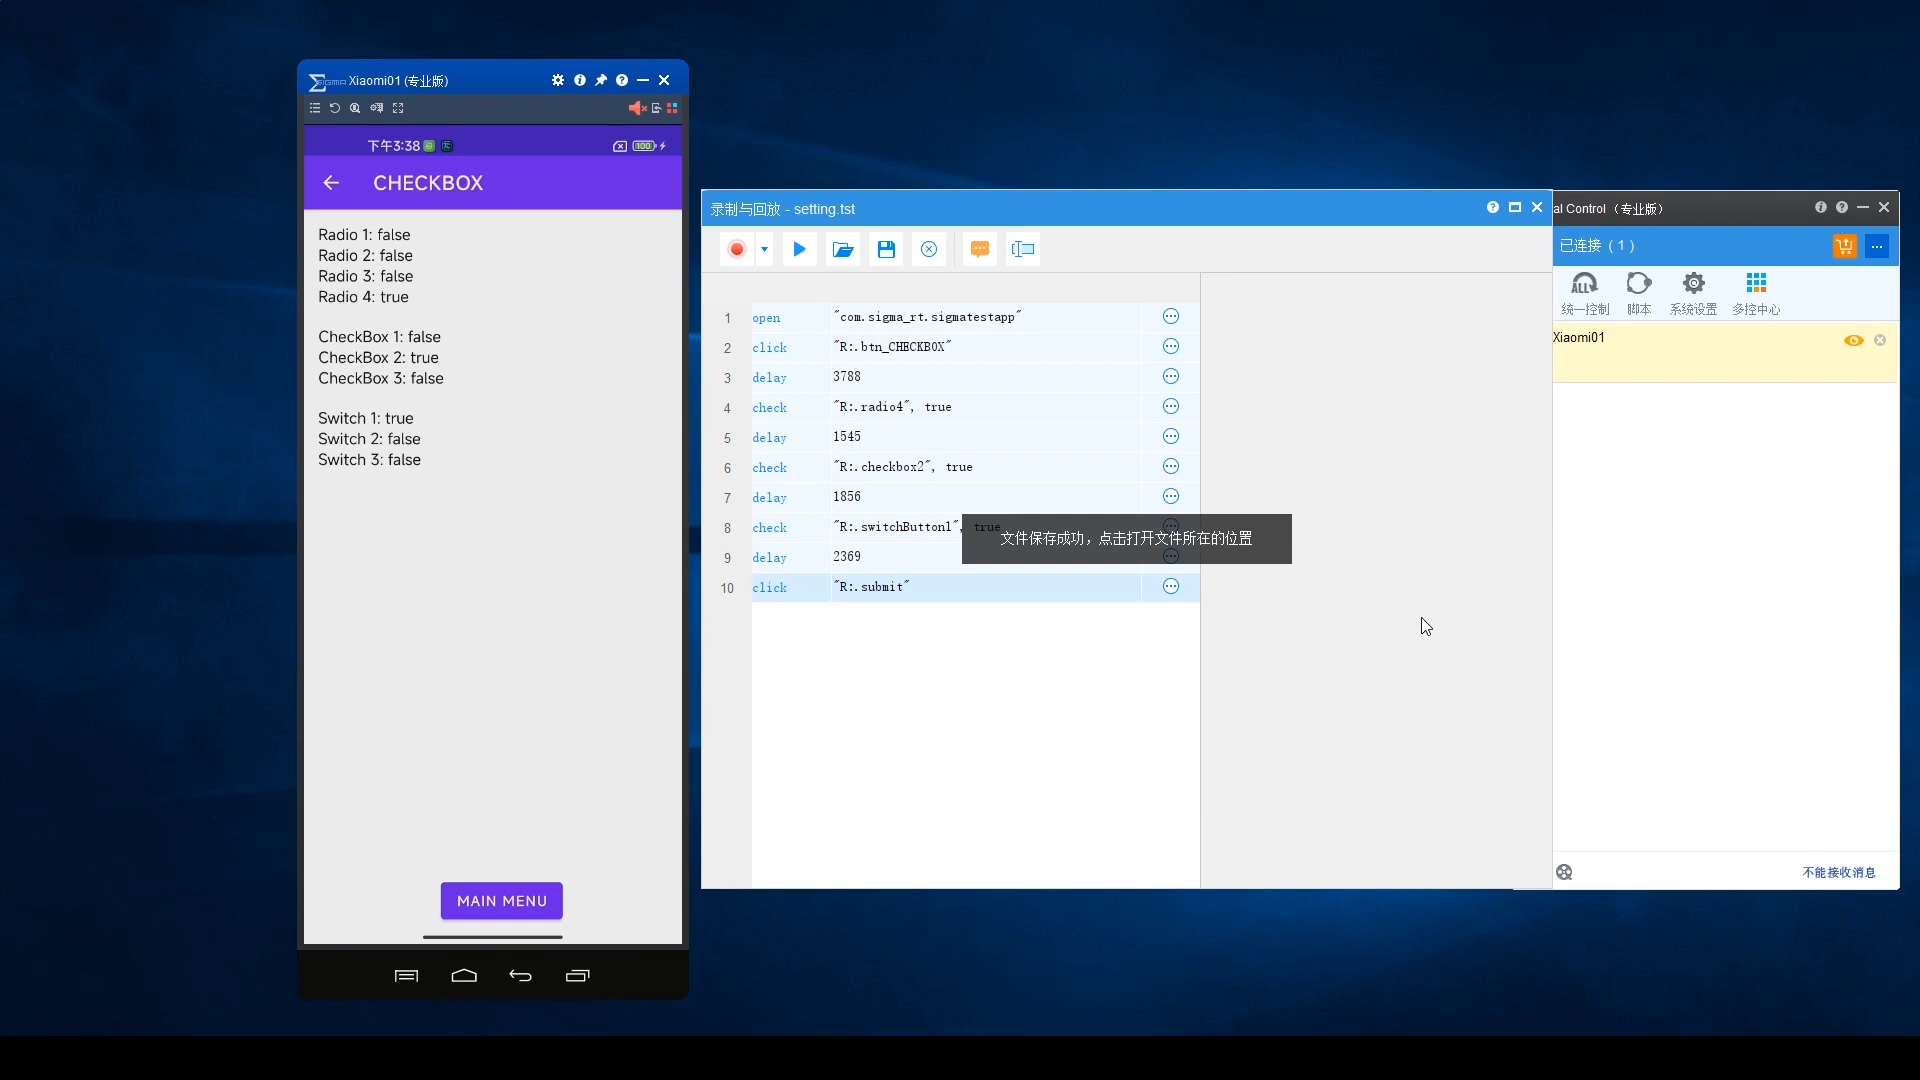 Xiaomi01 (专业版)
下午3:38
100
CHECKBOX
Radio 1: false
Radio 2: false
Radio 3: false
Radio 4: true
CheckBox 1: false
CheckBox 2: true
CheckBox 3: false
Switch 1: true
Switch 2: false
Switch 3: false
MAIN MENU
录制与回放 - setting.tst
1 open "com.sigma_rt.sigmatestapp"
2 click "R:.btn_CHECKBOX"
3 delay 3788
4 check "R:.radio4", true
5 delay 1545
6 check "R:.checkbox2", true
7 delay 1856
8 check "R:.switchButton1", true
9 delay 2369
10 click "R:.submit"
文件保存成功，点击打开文件所在的位置
al Control（专业版）
已连接（1）
ALL
统一控制 脚本 系统设置 多控中心
Xiaomi01
不能接收消息